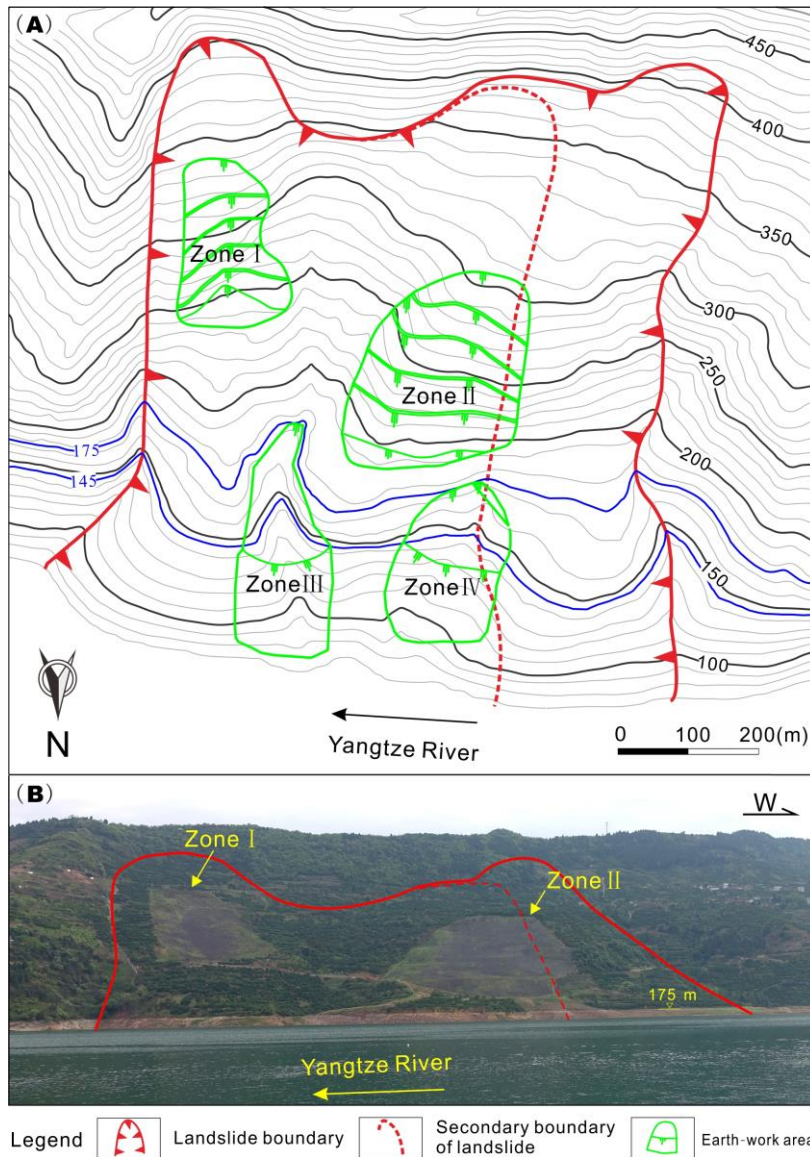 (A)
450
400
350
Zone Ⅰ
300
250
Zone Ⅱ
200
175
145
150
Zone Ⅲ
Zone Ⅳ
100
N
Yangtze River
0 100 200(m)
(B)
W
Zone Ⅰ
Zone Ⅱ
175 m
Yangtze River
Legend
Landslide boundary
Secondary boundary
of landslide
Earth-work area